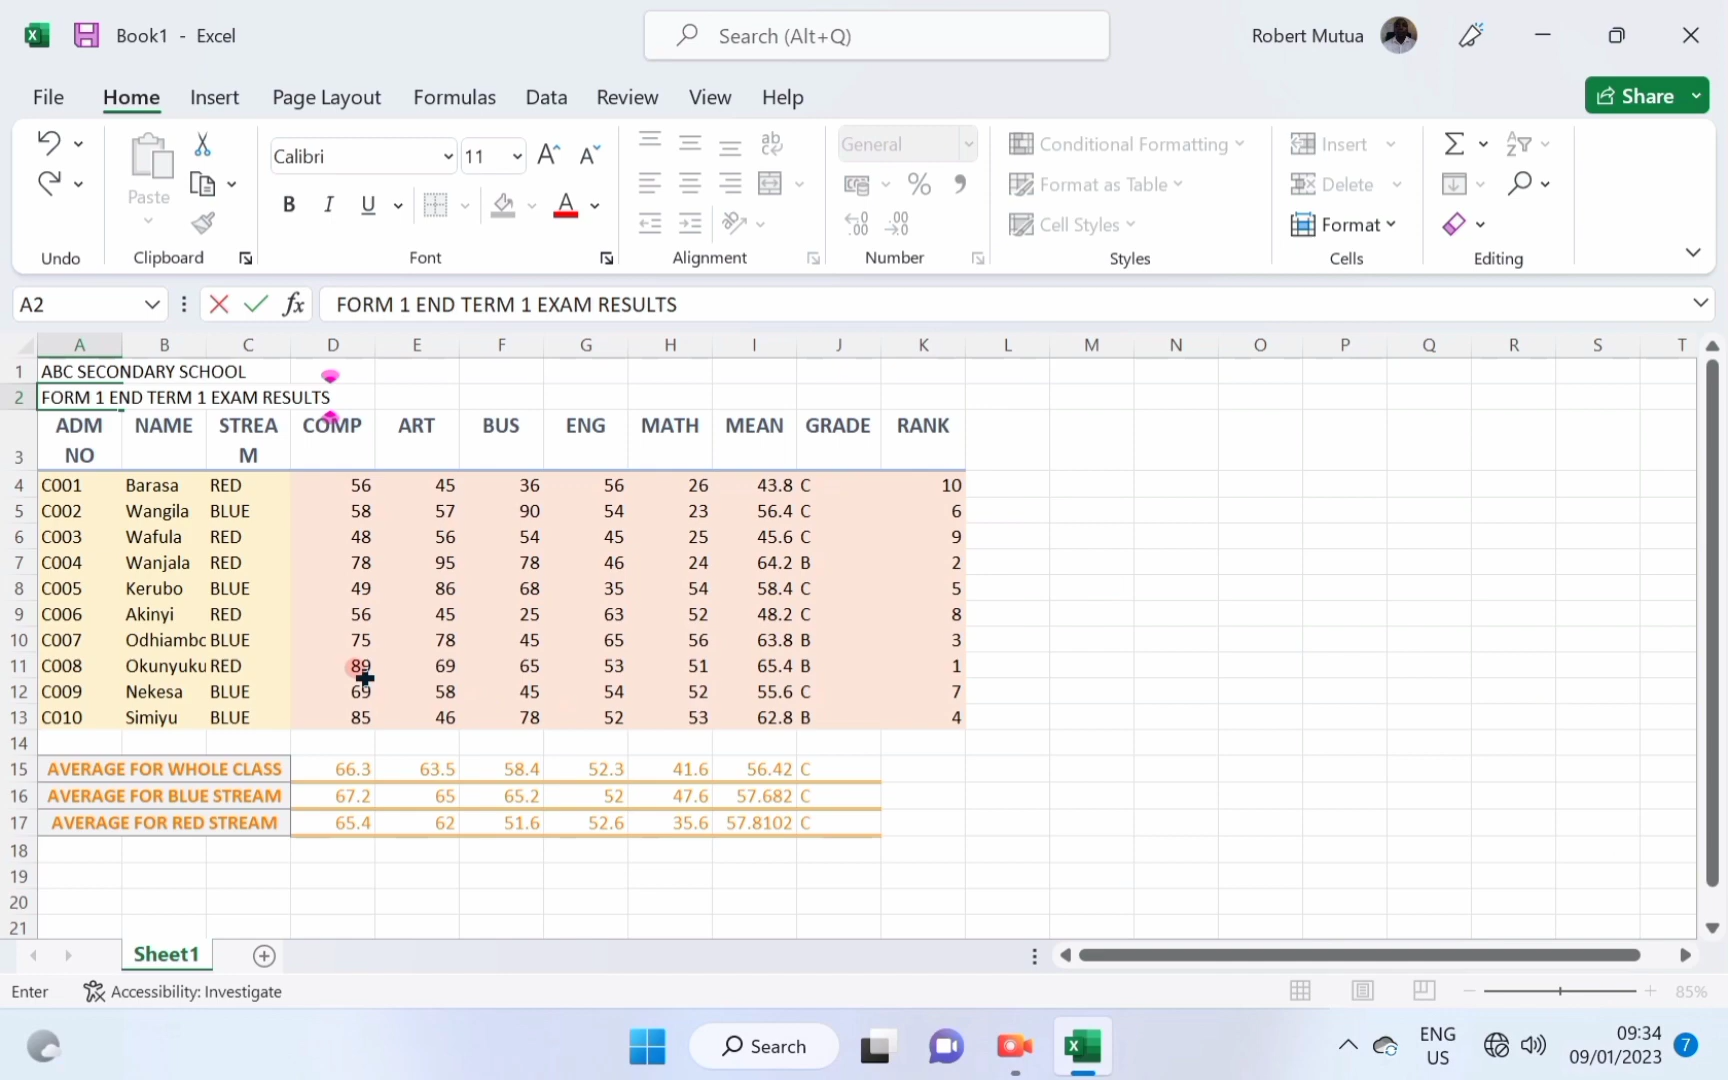 Book1 - Excel
Search (Alt+Q)
Robert Mutua
File Home Insert Page Layout Formulas Data Review View Help
Share
Paste
Calibri 11
General
Conditional Formatting
Format as Table
Cell Styles
Insert
Delete
Format
Undo Clipboard Font Alignment Number Styles Cells Editing
A2 fx FORM 1 END TERM 1 EXAM RESULTS
A B C D E F G H I J K L M N O P Q R S T
1 ABC SECONDARY SCHOOL
2 FORM 1 END TERM 1 EXAM RESULTS
3 ADM NO NAME STREAM COMP ART BUS ENG MATH MEAN GRADE RANK
4 C001 Barasa RED 56 45 36 56 26 43.8 C 10
5 C002 Wangila BLUE 58 57 90 54 23 56.4 C 6
6 C003 Wafula RED 48 56 54 45 25 45.6 C 9
7 C004 Wanjala RED 78 95 78 46 24 64.2 B 2
8 C005 Kerubo BLUE 49 86 68 35 54 58.4 C 5
9 C006 Akinyi RED 56 45 25 63 52 48.2 C 8
10 C007 Odhiambo BLUE 75 78 45 65 56 63.8 B 3
11 C008 Okunyuku RED 89 69 65 53 51 65.4 B 1
12 C009 Nekesa BLUE 69 58 45 54 52 55.6 C 7
13 C010 Simiyu BLUE 85 46 78 52 53 62.8 B 4
14
15 AVERAGE FOR WHOLE CLASS 66.3 63.5 58.4 52.3 41.6 56.42 C
16 AVERAGE FOR BLUE STREAM 67.2 65 65.2 52 47.6 57.682 C
17 AVERAGE FOR RED STREAM 65.4 62 51.6 52.6 35.6 57.8102 C
18
19
20
21
Sheet1
Enter Accessibility: Investigate 85%
Search
ENG
US
09:34
09/01/2023
7